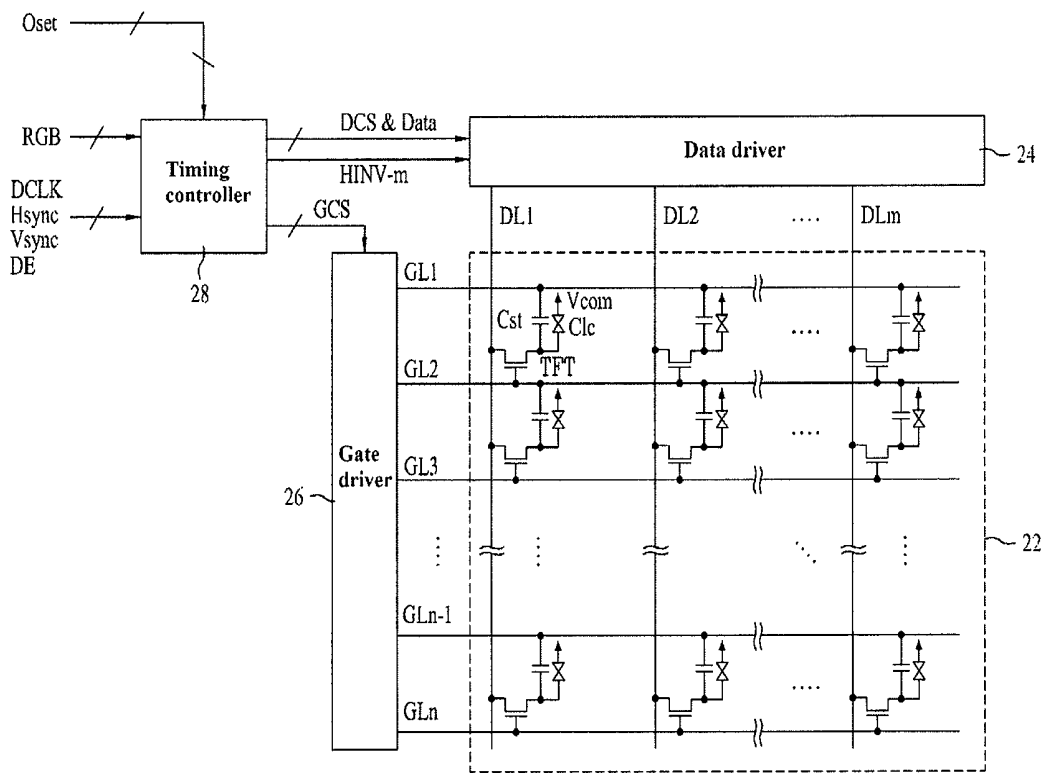 Oset
RGB
DCLK
Hsync
Vsync
DE
Timing
controller
28
DCS & Data
HINV-m
GCS
Data driver
24
DL1
DL2
....
DLm
GL1
Cst
Vcom
Clc
....
TFT
GL2
....
GL3
Gate
driver
26
22
GLn-1
....
GLn